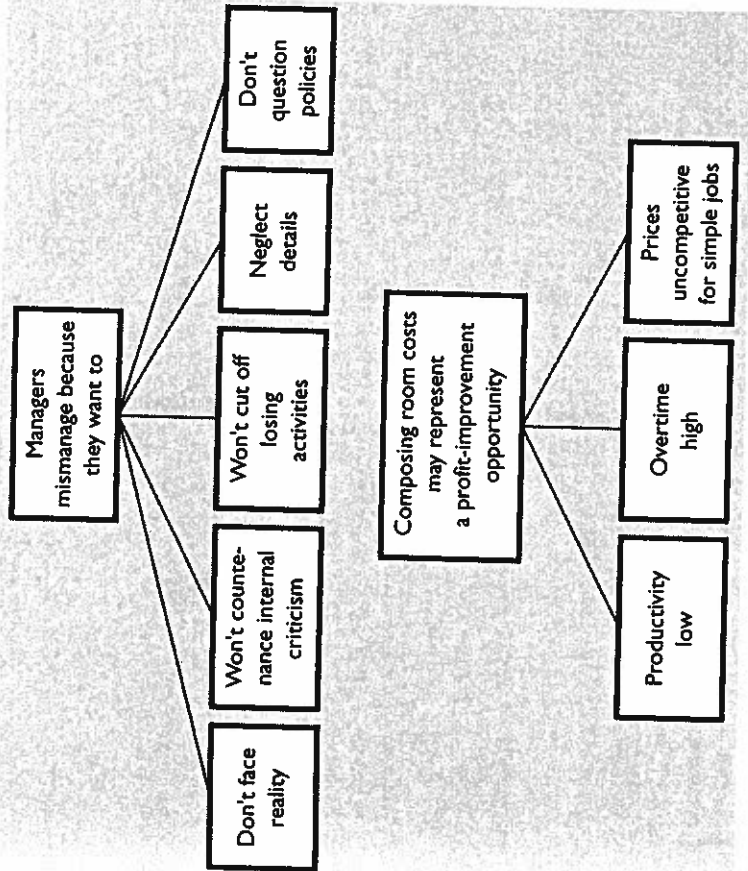 Managers
mismanage because
they want to
Don't face
reality
Won't counte-
nance internal
criticism
Won't cut off
losing
activities
Neglect
details
Don't
question
policies
Composing room costs
may represent
a profit-improvement
opportunity
Productivity
low
Overtime
high
Prices
uncompetitive
for simple jobs